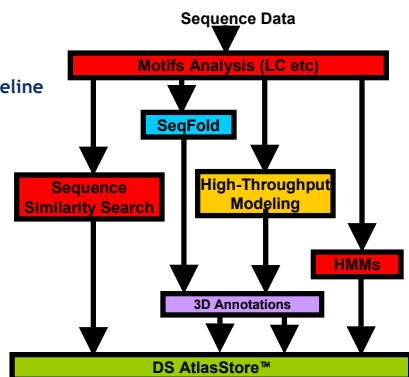 Sequence Data
Motifs Analysis (LC etc)
eline
SeqFold
Sequence
Similarity Search
High-Throughput
Modeling
HMMs
3D Annotations
DS AtlasStore™